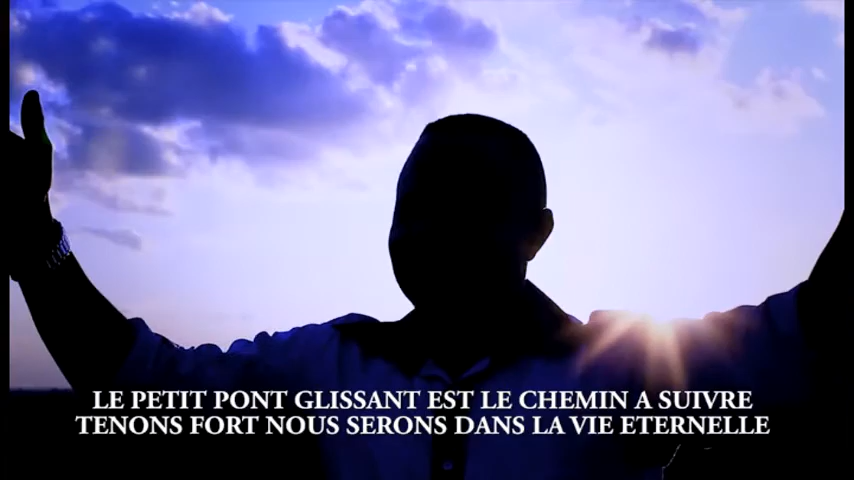 LE PETIT PONT GLISSANT EST LE CHEMIN A SUIVRE
TENONS FORT NOUS SERONS DANS LA VIE ETERNELLE